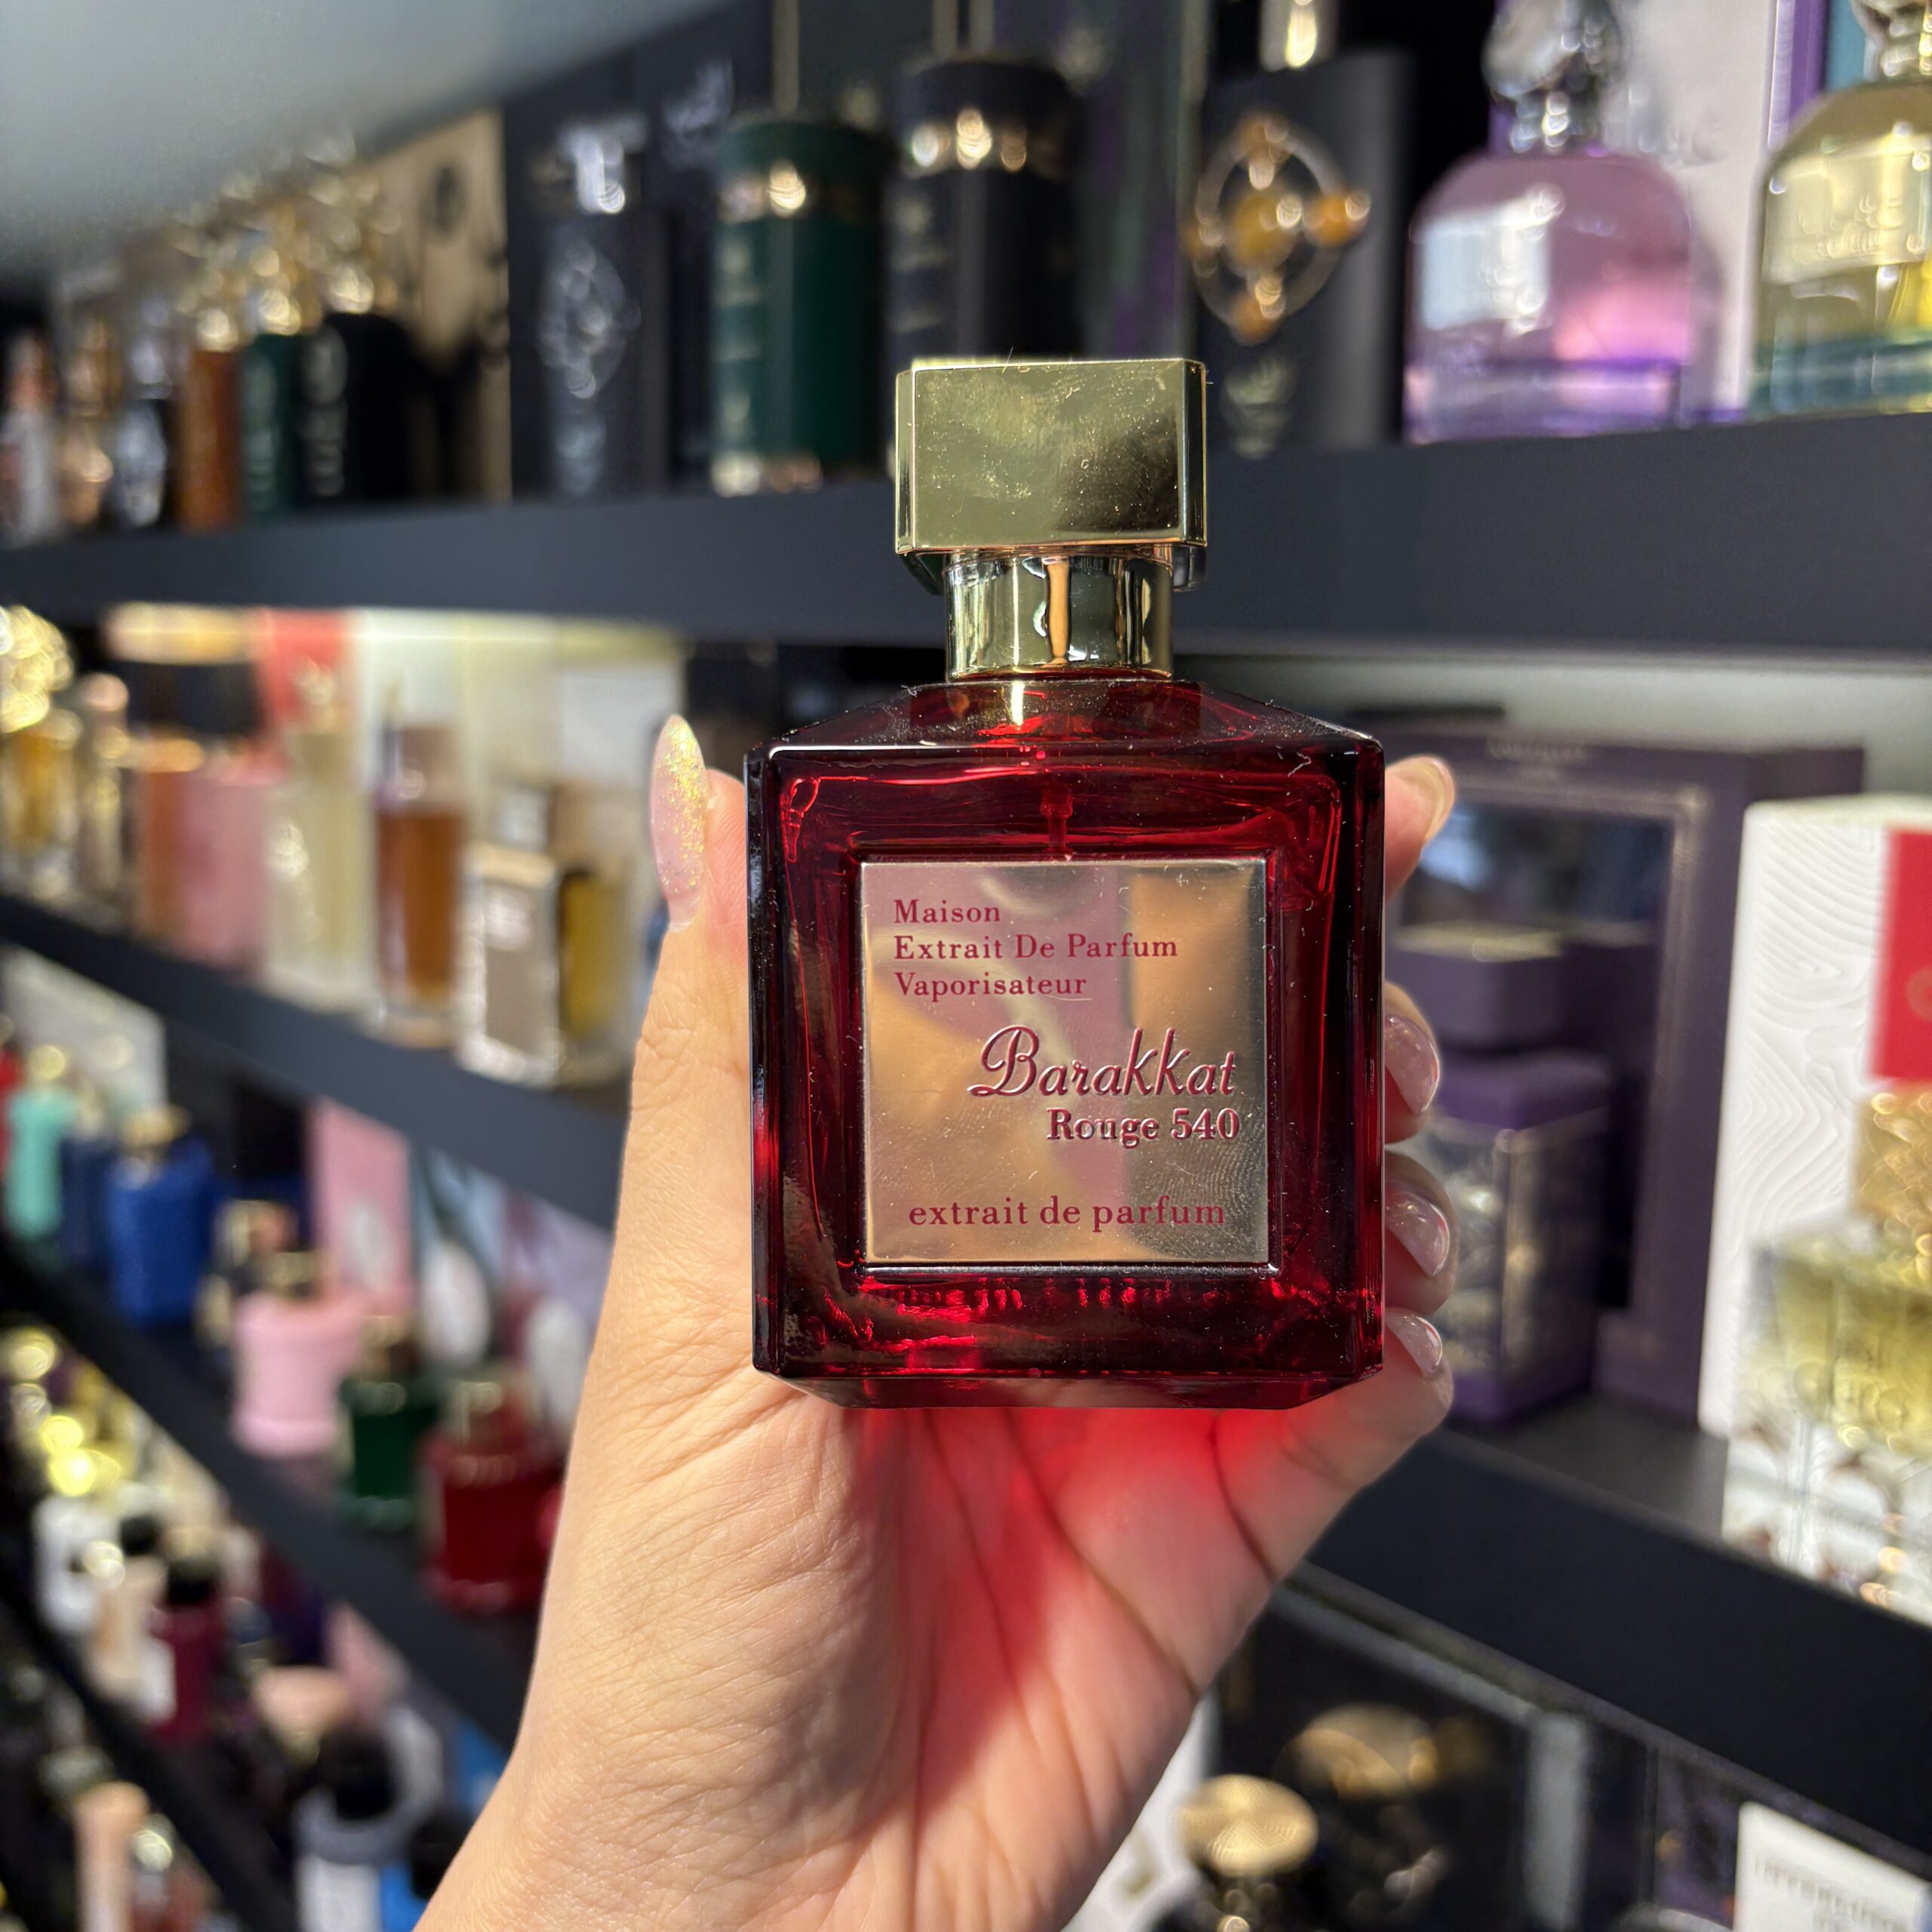 Maison
Extrait De Parfum
Vaporisateur
Barakkat
Rouge 540
extrait de parfum